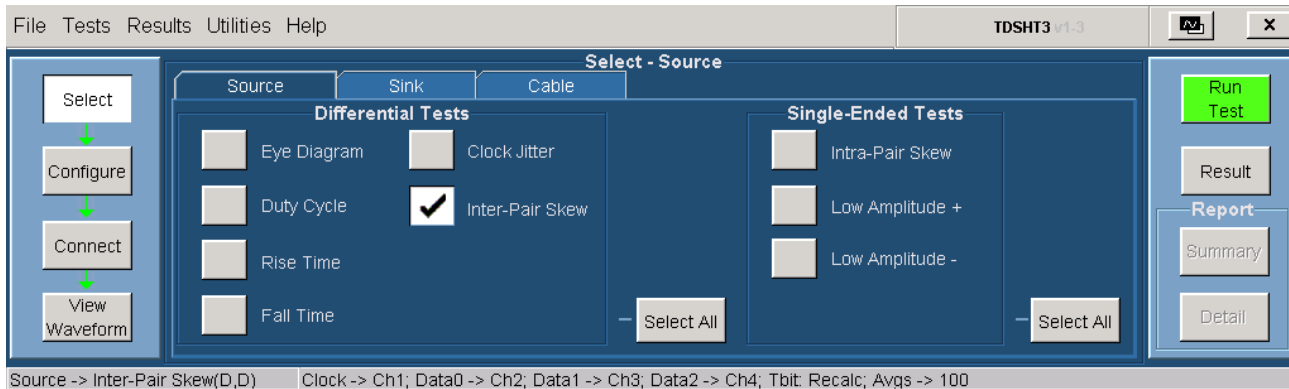 File Tests Results Utilities Help TDSHT3 v1-3 x
Select - Source
Source Sink Cable
Select
Configure
Connect
View
Waveform
Differential Tests
Eye Diagram Clock Jitter
Duty Cycle Inter-Pair Skew
Rise Time
Fall Time
Select All
Single-Ended Tests
Intra-Pair Skew
Low Amplitude +
Low Amplitude -
Select All
Run
Test
Result
Report
Summary
Detail
Source -> Inter-Pair Skew(D,D) Clock -> Ch1; Data0 -> Ch2; Data1 -> Ch3; Data2 -> Ch4; Tbit: Recalc; Avgs -> 100